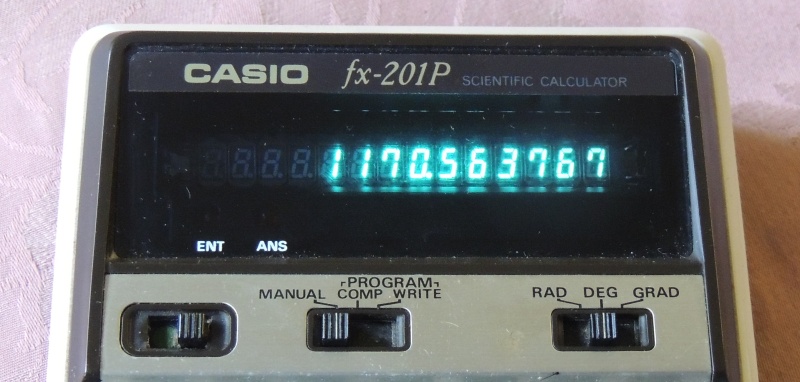 CASIO fx-201P SCIENTIFIC CALCULATOR
1170.563767
ENT ANS
PROGRAM
MANUAL COMP WRITE
RAD DEG GRAD